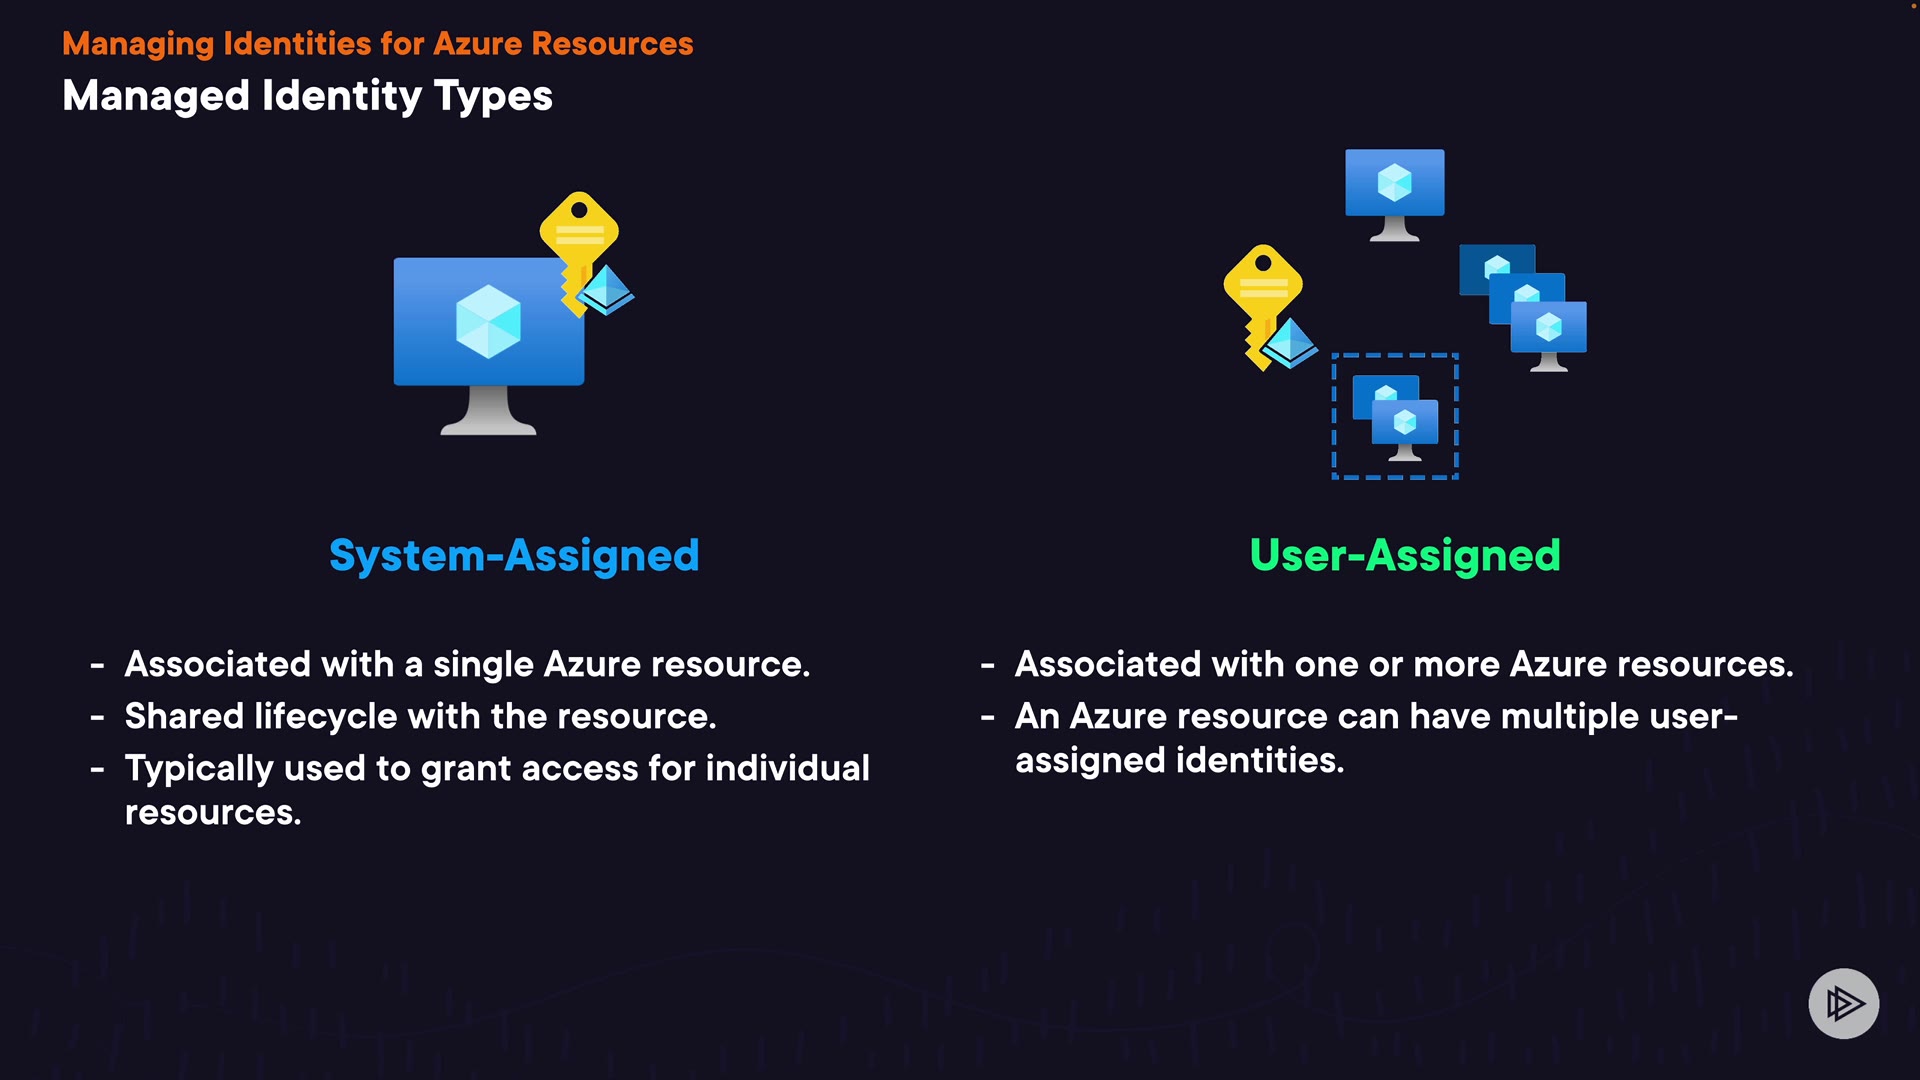 Managing Identities for Azure Resources
Managed Identity Types
System-Assigned
- Associated with a single Azure resource.
- Shared lifecycle with the resource.
- Typically used to grant access for individual
resources.
User-Assigned
- Associated with one or more Azure resources.
- An Azure resource can have multiple user-
assigned identities.